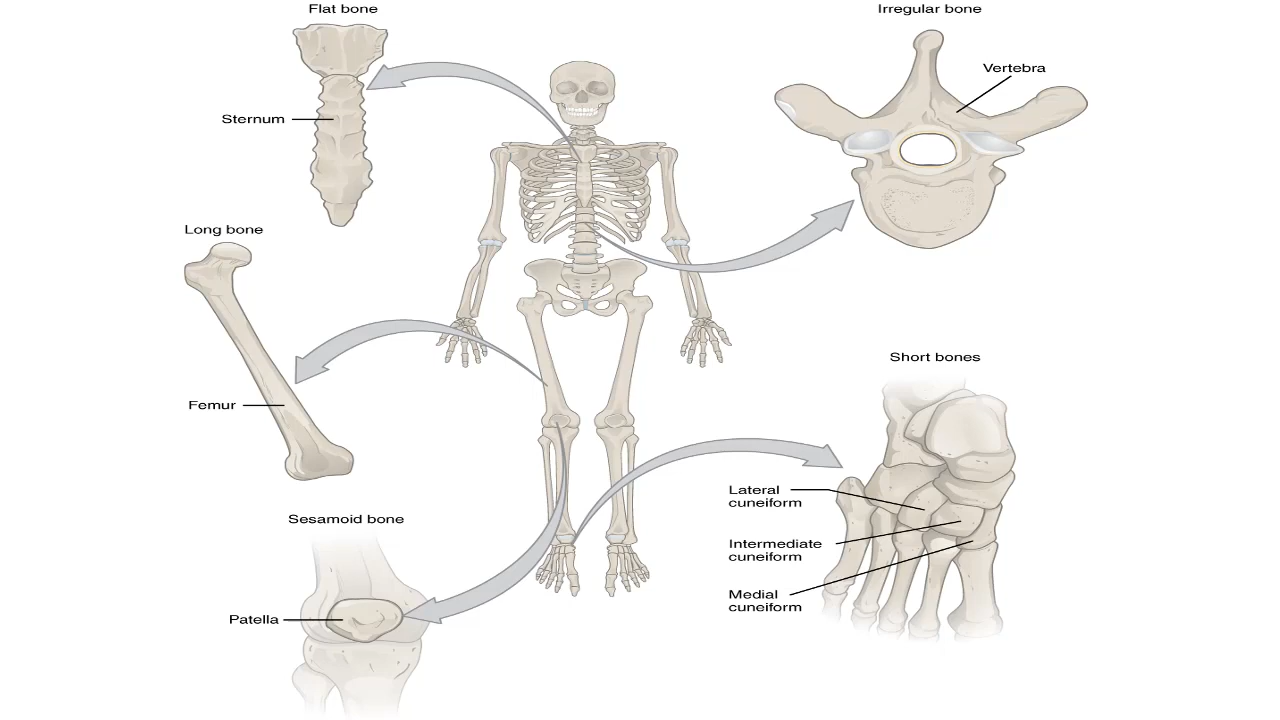 Flat bone
Irregular bone
Vertebra
Sternum
Long bone
Femur
Short bones
Lateral
cuneiform
Intermediate
cuneiform
Medial
cuneiform
Sesamoid bone
Patella